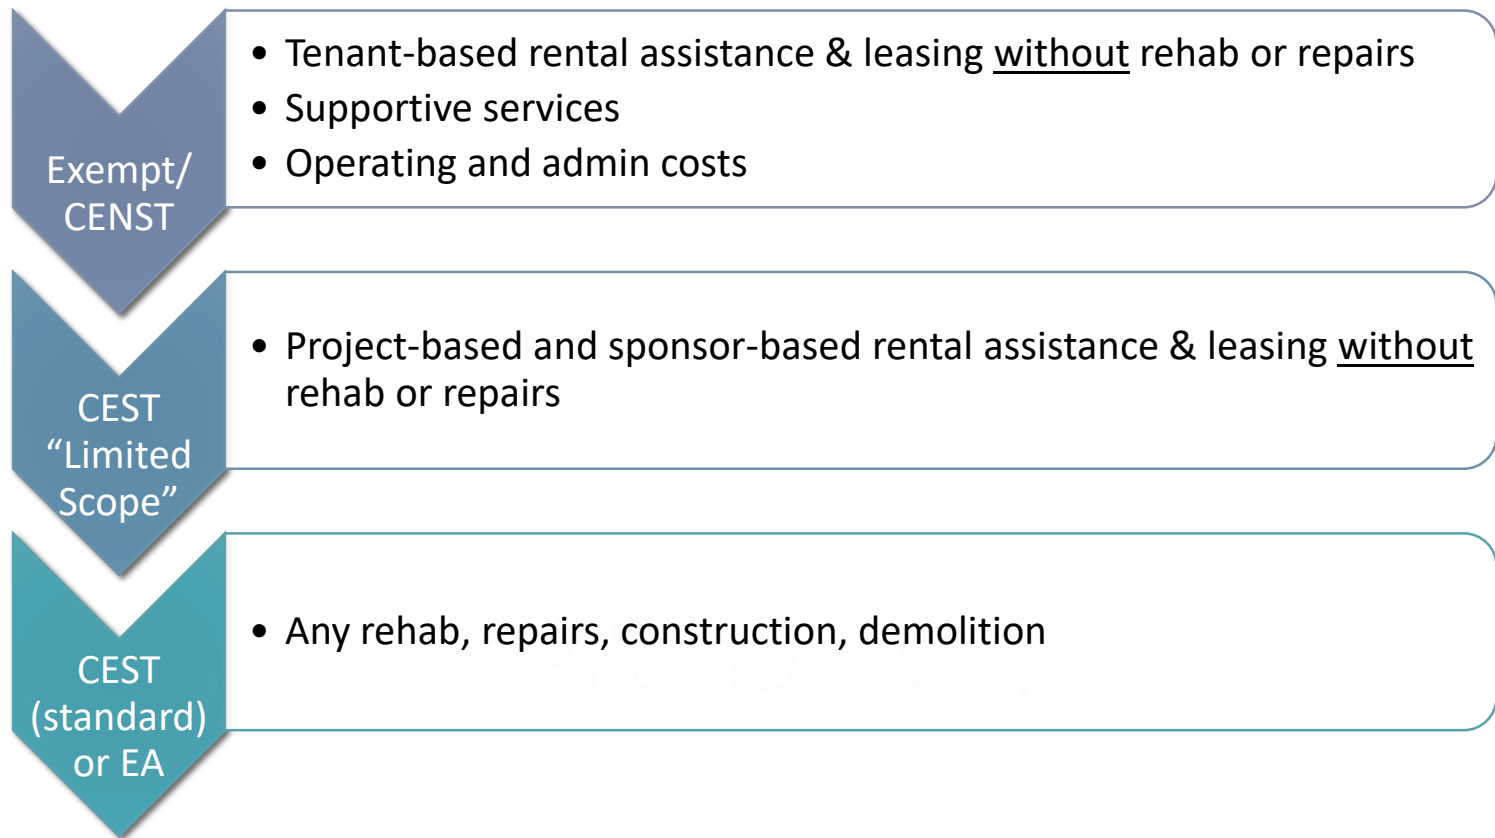 Exempt/
CENST
• Tenant-based rental assistance & leasing without rehab or repairs
• Supportive services
• Operating and admin costs
CEST
“Limited
Scope”
• Project-based and sponsor-based rental assistance & leasing without
rehab or repairs
CEST
(standard)
or EA
• Any rehab, repairs, construction, demolition